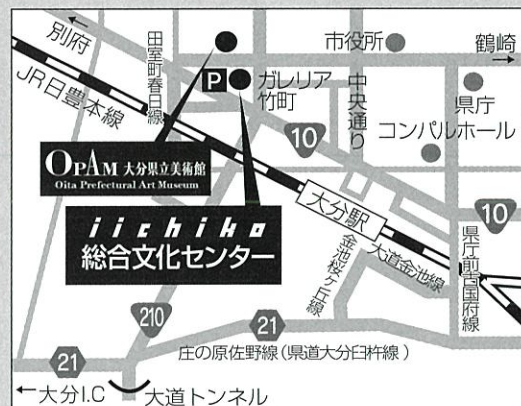 別府
田室町春日線
市役所
鶴崎
JR日豊本線
P
ガレリア
竹町
中央通り
県庁
コンパルホール
10
OPAM 大分県立美術館
Oita Prefectural Art Museum
iichiko
総合文化センター
大分駅
10
金池桜ヶ丘線
大道金池線
県庁前古国府線
210
21
庄の原佐野線(県道大分臼杵線)
21
大分I.C
大道トンネル